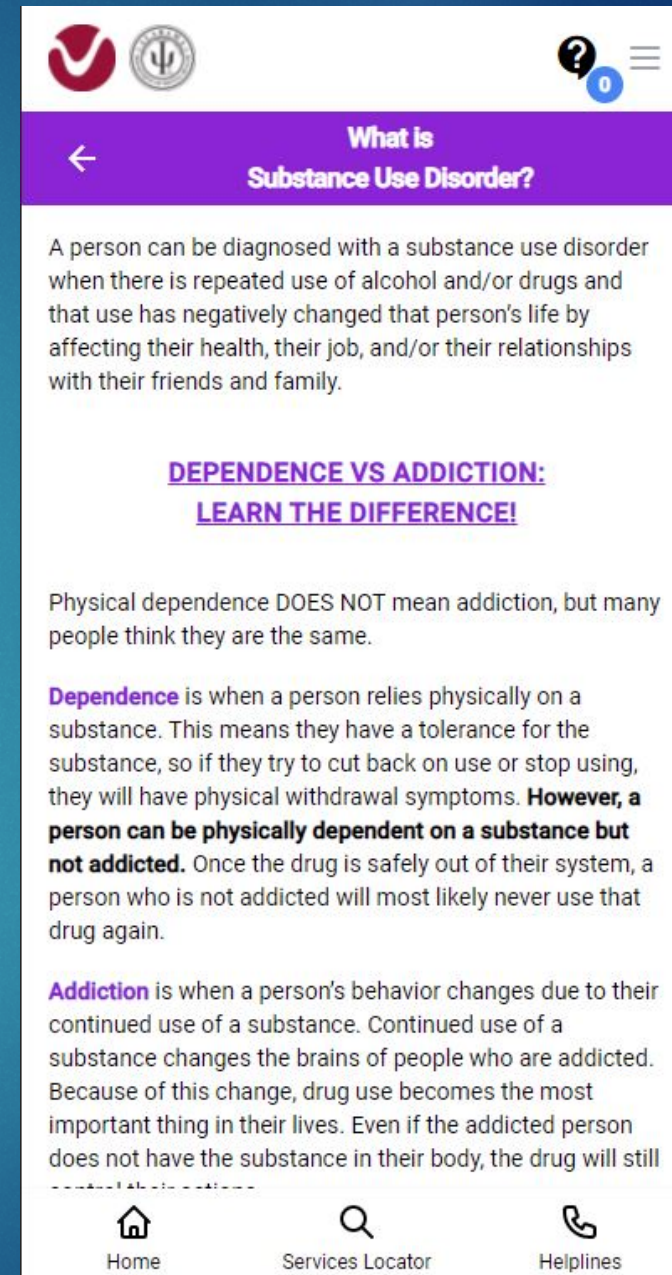 0
What is
Substance Use Disorder?
A person can be diagnosed with a substance use disorder
when there is repeated use of alcohol and/or drugs and
that use has negatively changed that person's life by
affecting their health, their job, and/or their relationships
with their friends and family.
DEPENDENCE VS ADDICTION:
LEARN THE DIFFERENCE!
Physical dependence DOES NOT mean addiction, but many
people think they are the same.
Dependence is when a person relies physically on a
substance. This means they have a tolerance for the
substance, so if they try to cut back on use or stop using,
they will have physical withdrawal symptoms. However, a
person can be physically dependent on a substance but
not addicted. Once the drug is safely out of their system, a
person who is not addicted will most likely never use that
drug again.
Addiction is when a person's behavior changes due to their
continued use of a substance. Continued use of a
substance changes the brains of people who are addicted.
Because of this change, drug use becomes the most
important thing in their lives. Even if the addicted person
does not have the substance in their body, the drug will still
Home
Services Locator
Helplines